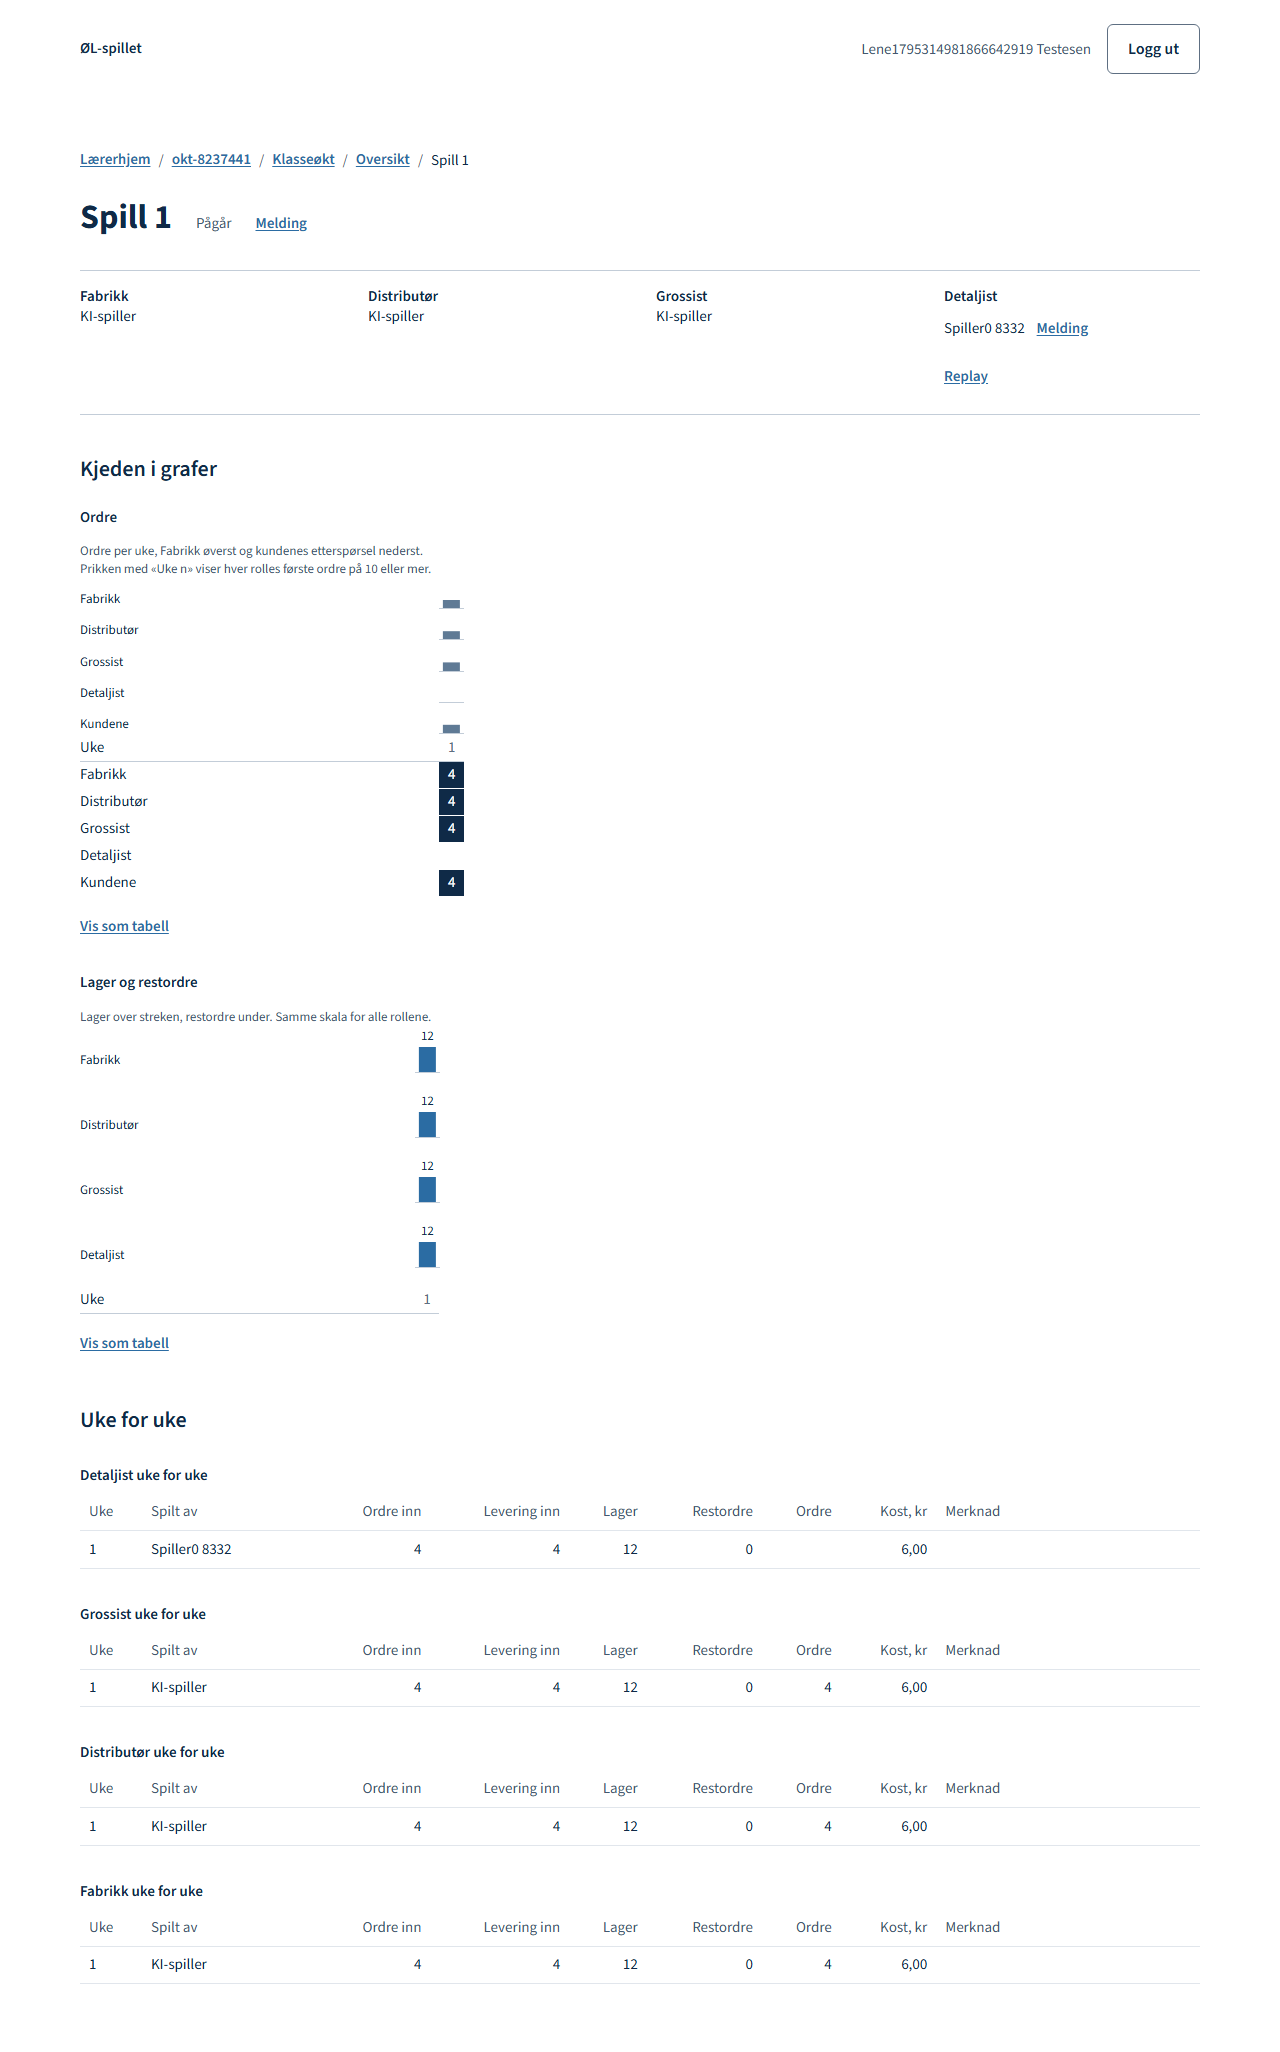 ØL-spillet
Lene1795314981866642919 Testesen
Logg ut
Lærerhjem / okt-8237441 / Klasseøkt / Oversikt / Spill 1
Spill 1 Pågår Melding
Fabrikk Distributør Grossist Detaljist
KI-spiller KI-spiller KI-spiller
Spiller0 8332 Melding
Replay
Kjeden i grafer
Ordre
Ordre per uke, Fabrikk øverst og kundenes etterspørsel nederst.
Prikken med «Uke n» viser hver rolles første ordre på 10 eller mer.
Fabrikk
Distributør
Grossist
Detaljist
Kundene
Uke 1
Fabrikk 4
Distributør 4
Grossist 4
Detaljist
Kundene 4
Vis som tabell
Lager og restordre
Lager over streken, restordre under. Samme skala for alle rollene.
12
Fabrikk
12
Distributør
12
Grossist
12
Detaljist
Uke 1
Vis som tabell
Uke for uke
Detaljist uke for uke
Uke Spilt av Ordre inn Levering inn Lager Restordre Ordre Kost, kr Merknad
1 Spiller0 8332 4 4 12 0 6,00
Grossist uke for uke
Uke Spilt av Ordre inn Levering inn Lager Restordre Ordre Kost, kr Merknad
1 KI-spiller 4 4 12 0 4 6,00
Distributør uke for uke
Uke Spilt av Ordre inn Levering inn Lager Restordre Ordre Kost, kr Merknad
1 KI-spiller 4 4 12 0 4 6,00
Fabrikk uke for uke
Uke Spilt av Ordre inn Levering inn Lager Restordre Ordre Kost, kr Merknad
1 KI-spiller 4 4 12 0 4 6,00